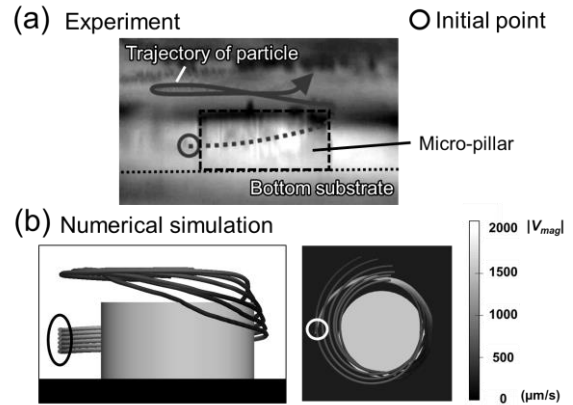 (a) Experiment
Initial point
Trajectory of particle
Micro-pillar
Bottom substrate
(b) Numerical simulation
2000 |Vmag|
1500
1000
500
0 (μm/s)